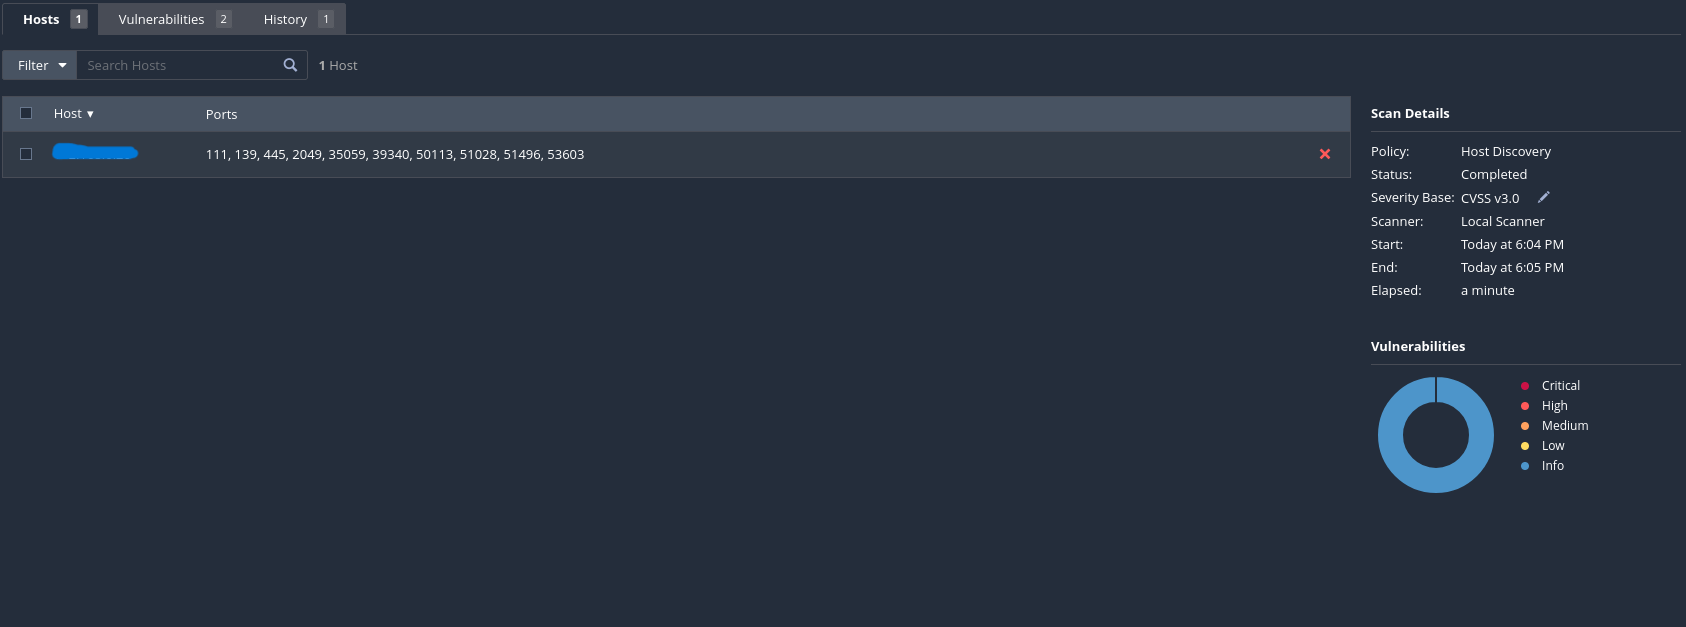 Hosts 1 Vulnerabilities 2 History 1
Filter Search Hosts 1 Host
Host Ports
111, 139, 445, 2049, 35059, 39340, 50113, 51028, 51496, 53603
Scan Details
Policy: Host Discovery
Status: Completed
Severity Base: CVSS v3.0
Scanner: Local Scanner
Start: Today at 6:04 PM
End: Today at 6:05 PM
Elapsed: a minute
Vulnerabilities
Critical
High
Medium
Low
Info